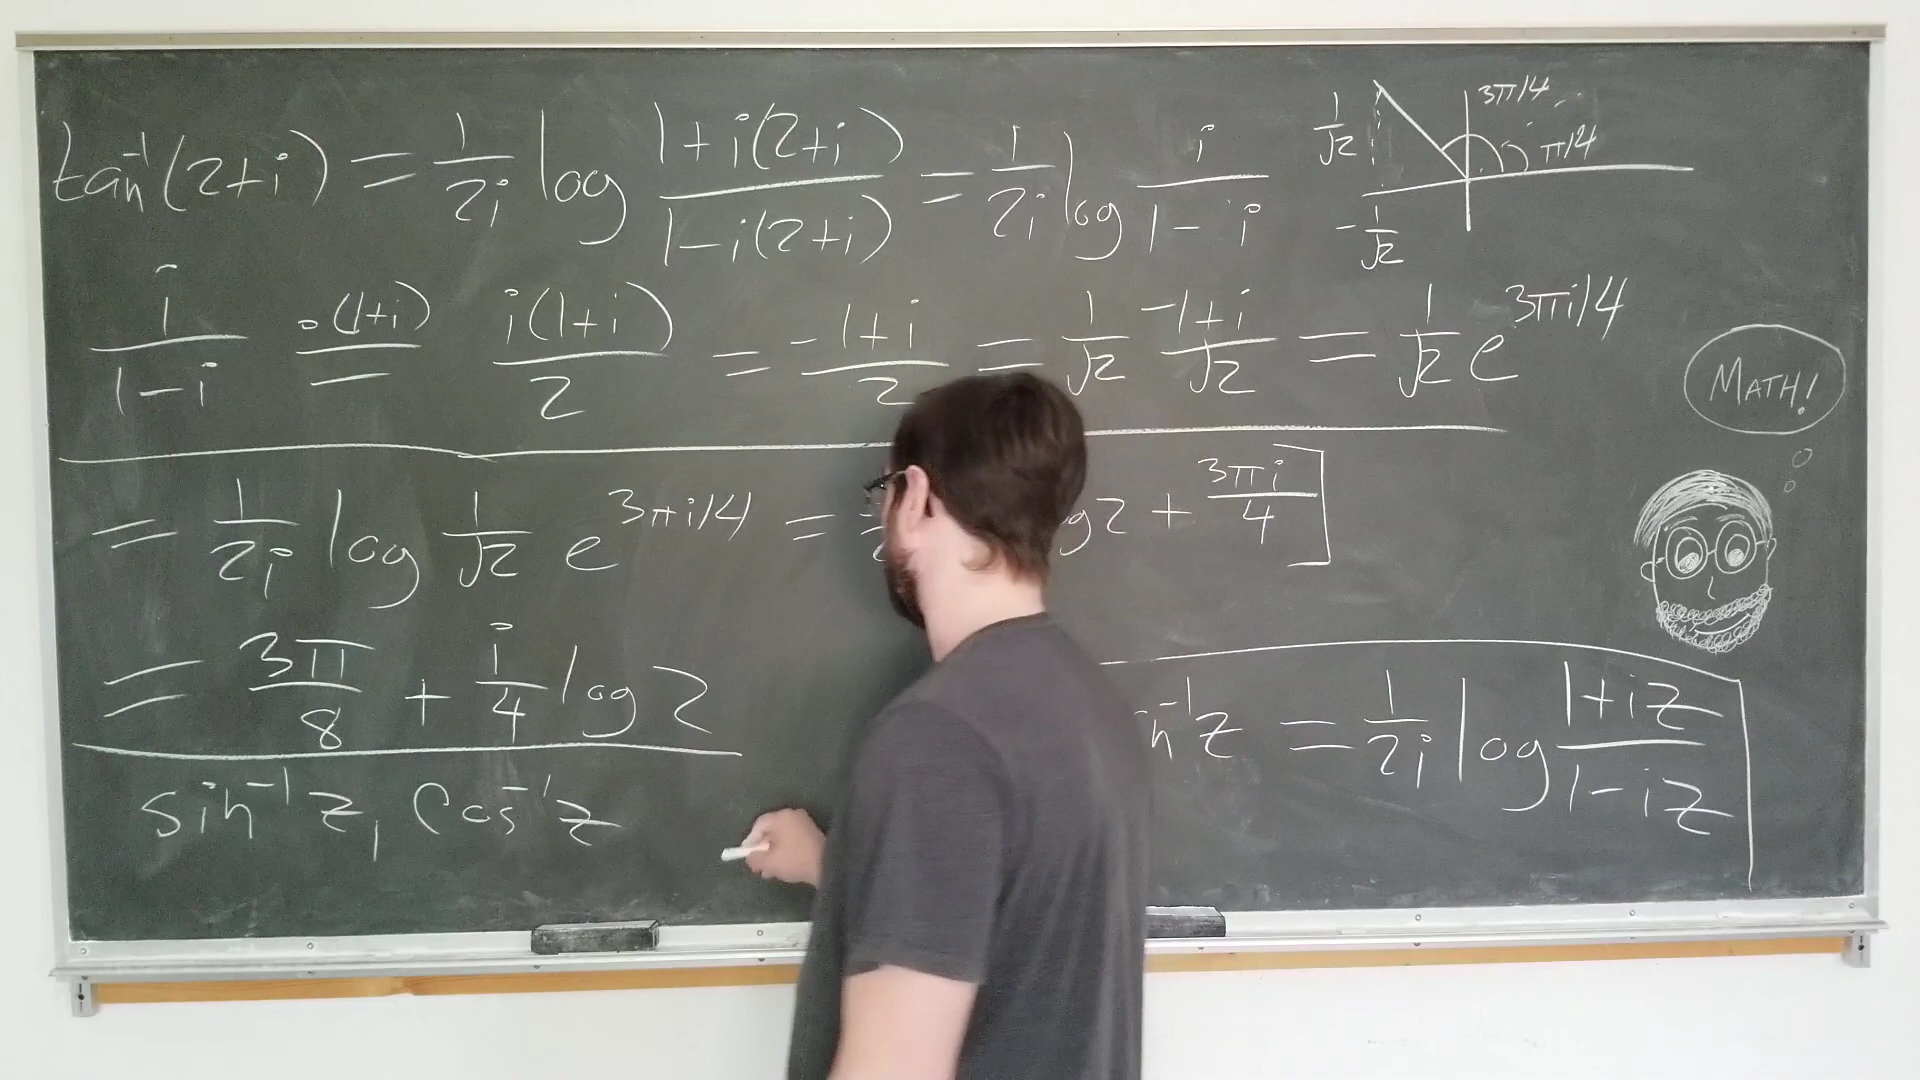 tan⁻¹(2+i) = 1/2i log (1+i(2+i))/(1-i(2+i)) = 1/2i log i/(1-i)
1/√2
3π/4
π/4
-1/√2
i/(1-i) =^{·(1+i)} i(1+i)/2 = (-1+i)/2 = 1/√2 (-1+i)/√2 = 1/√2 e^{3πi/4}
MATH!
= 1/2i log 1/√2 e^{3πi/4} = g2 + 3πi/4 ]
= 3π/8 + i/4 log 2
n⁻¹z = 1/2i log (1+iz)/(1-iz)
sin⁻¹z, cos⁻¹z